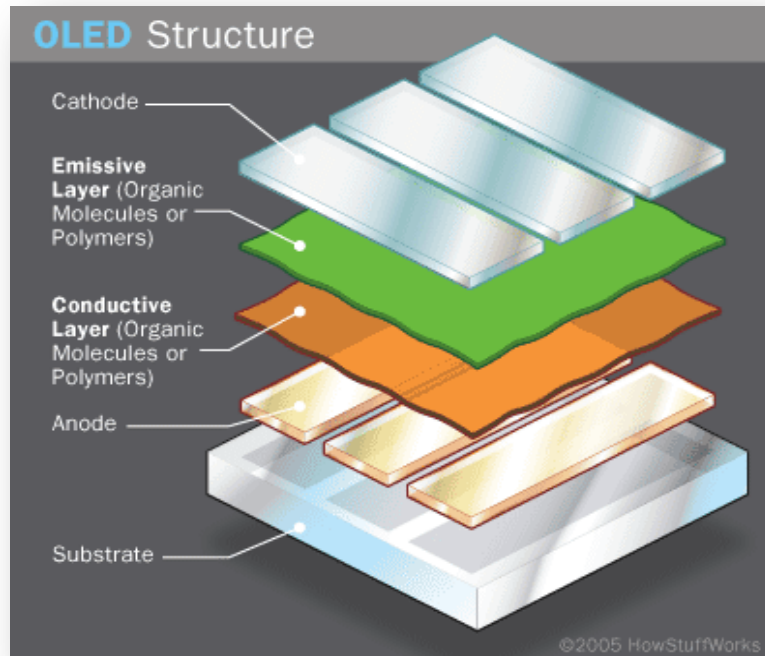 OLED Structure
Cathode
Emissive
Layer (Organic
Molecules or
Polymers)
Conductive
Layer (Organic
Molecules or
Polymers)
Anode
Substrate
©2005 HowStuffWorks